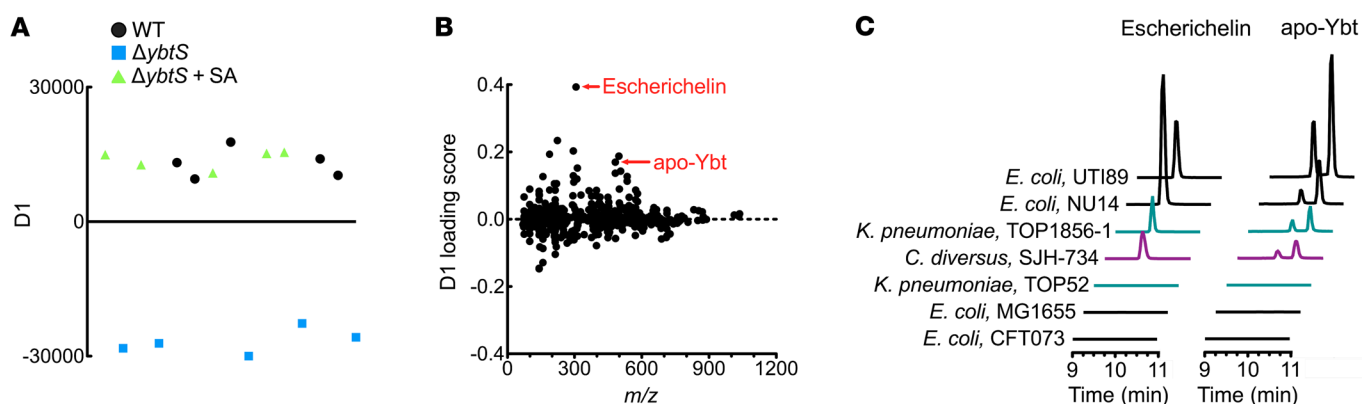 A
WT
ΔybtS
ΔybtS + SA
30000
0
-30000
D1
B
0.4
0.2
0.0
-0.2
-0.4
D1 loading score
Escherichelin
apo-Ybt
0
300
600
900
1200
m/z
C
Escherichelin
apo-Ybt
E. coli, UTI89
E. coli, NU14
K. pneumoniae, TOP1856-1
C. diversus, SJH-734
K. pneumoniae, TOP52
E. coli, MG1655
E. coli, CFT073
9 10 11
9 10 11
Time (min)
Time (min)